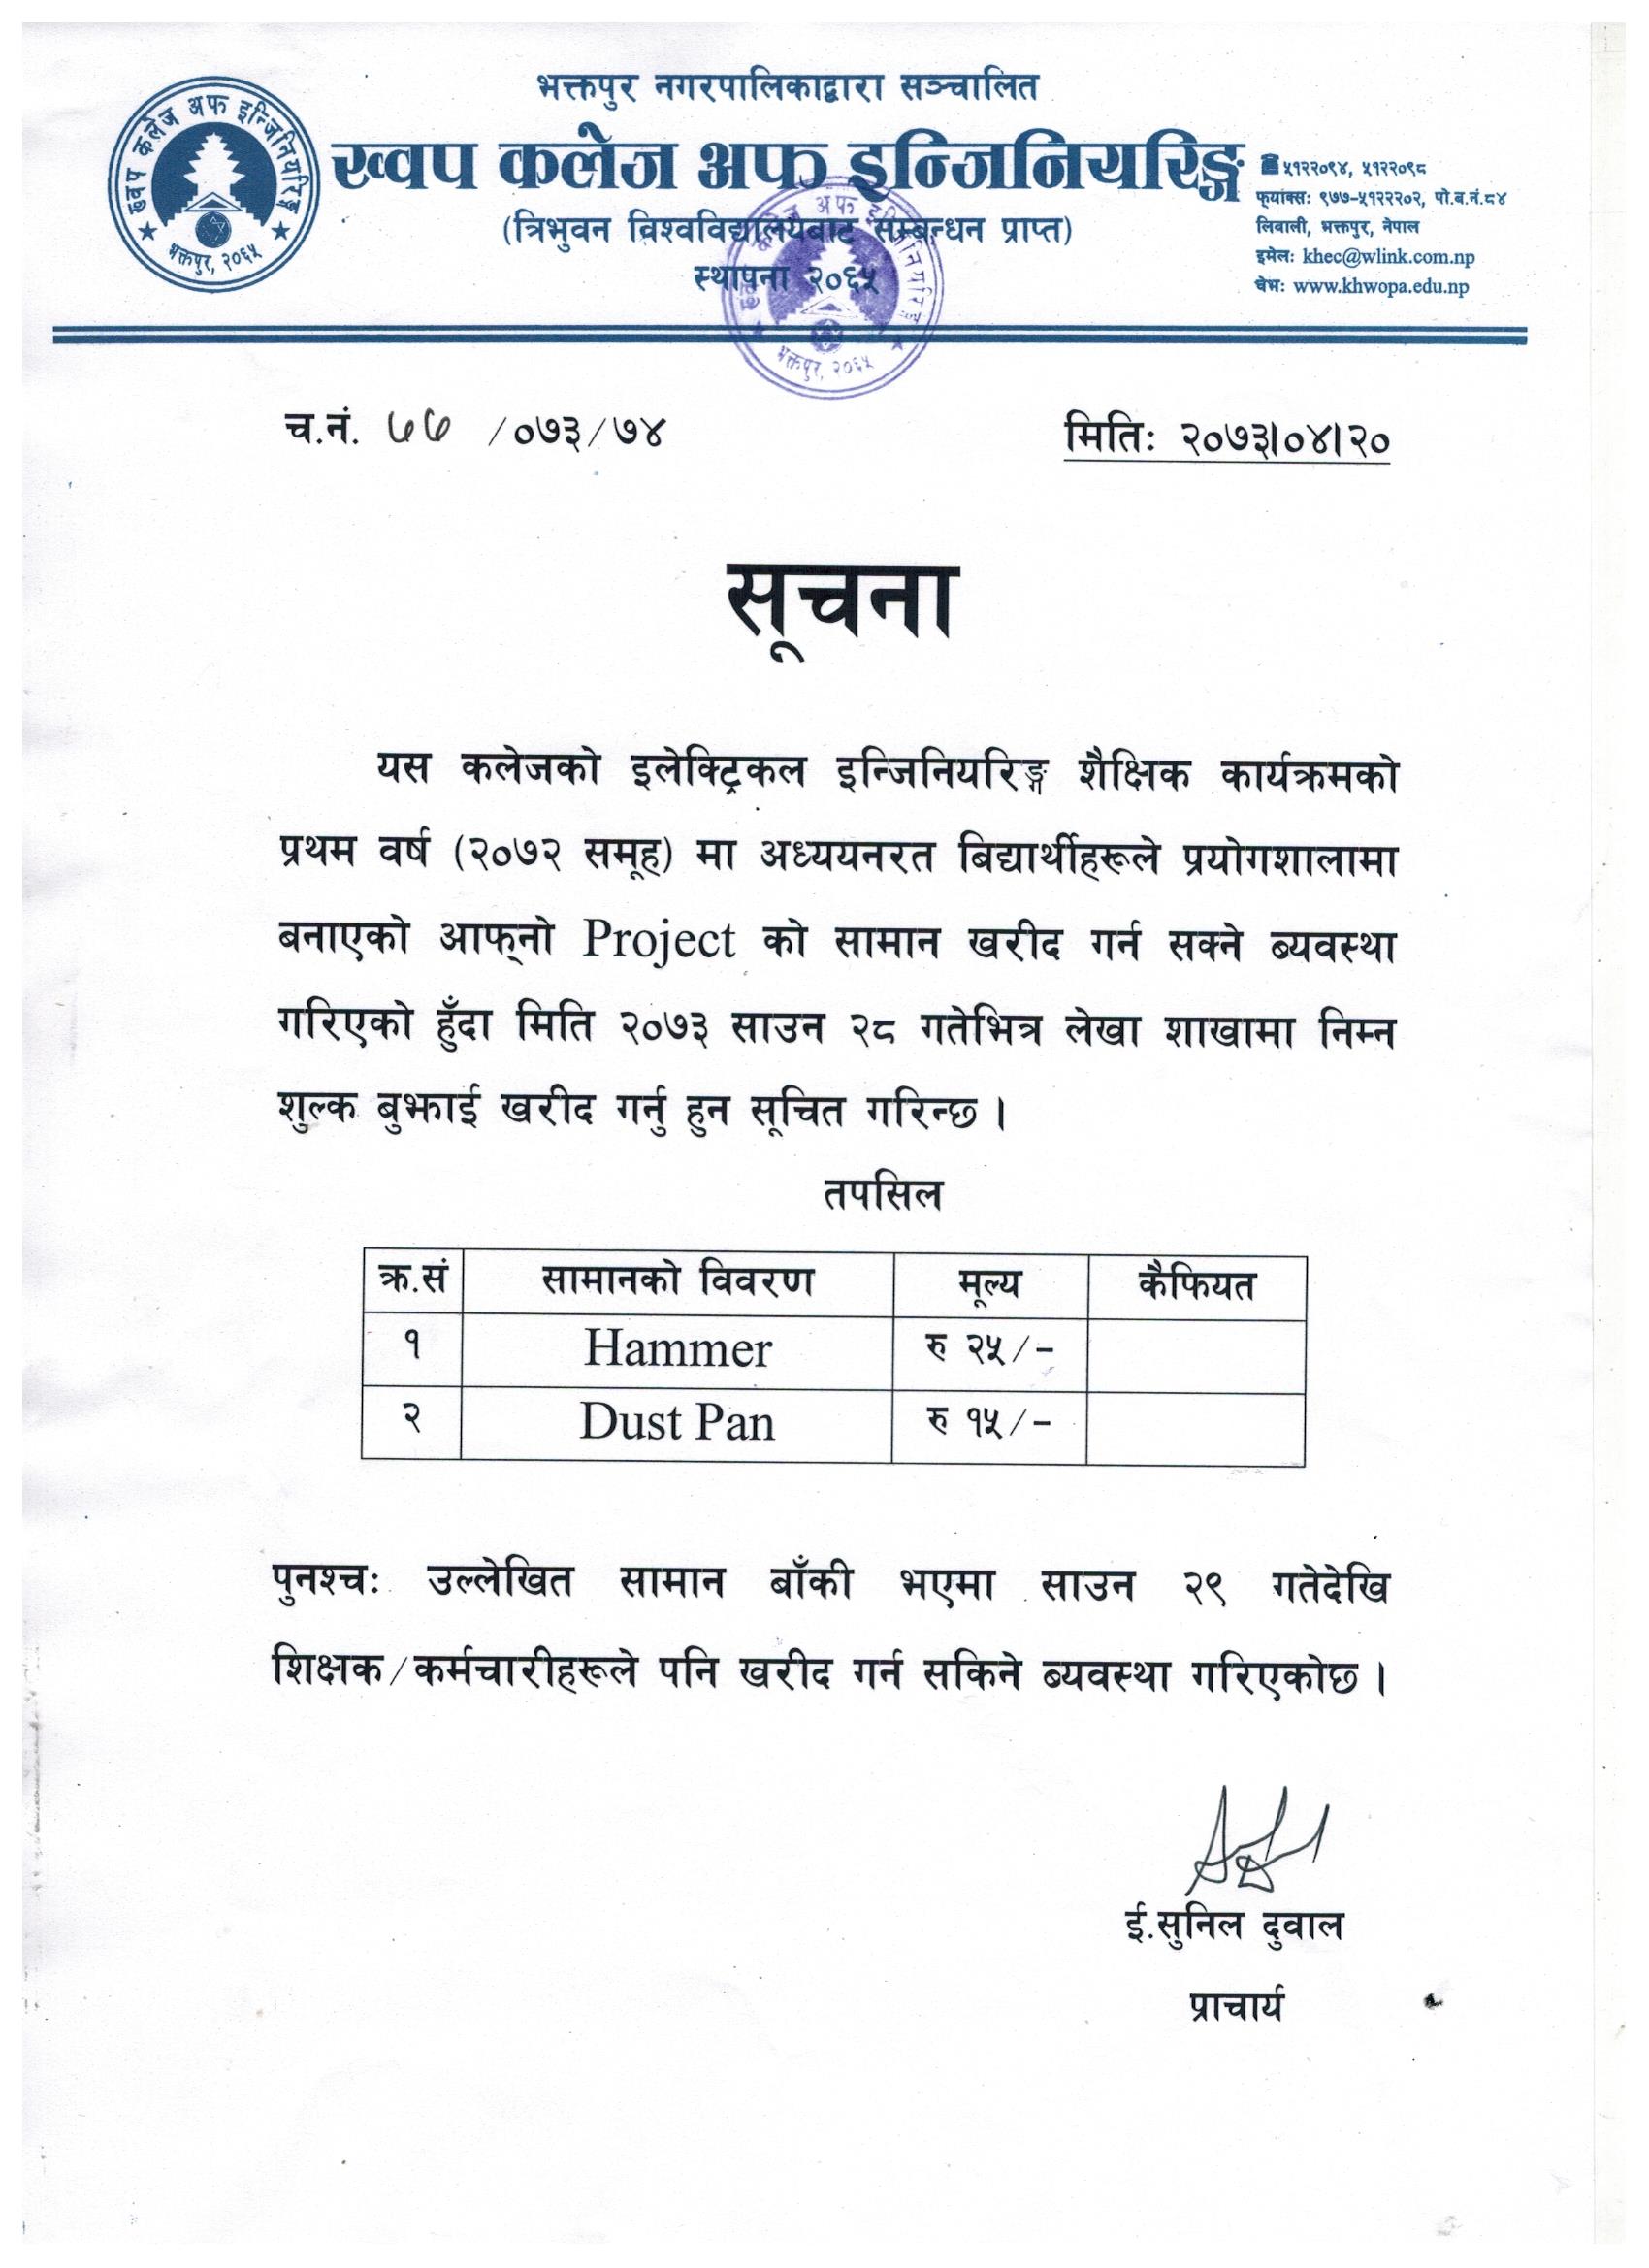 भक्तपुर नगरपालिकाद्वारा सञ्चालित
ख्वप कलेज अफ इन्जिनियरिङ्ग
(त्रिभुवन विश्वविद्यालयबाट सम्बन्धन प्राप्त)
स्थापना २०६५
ख्वप कलेज अफ इन्जिनियरिङ्ग
भक्तपुर, २०६५
☎५१२२०९४, ५१२२०९८
फ्याक्सः ९७७-५१२२२०२, पो.ब.नं.८४
लिवाली, भक्तपुर, नेपाल
इमेलः khec@wlink.com.np
वेभः www.khwopa.edu.np
कलेज अफ इन्जिनियरिङ्ग
भक्तपुर, २०६५
च.नं. ७७ /०७३/७४
मितिः २०७३।०४।२०
सूचना
यस कलेजको इलेक्ट्रिकल इन्जिनियरिङ्ग शैक्षिक कार्यक्रमको
प्रथम वर्ष (२०७२ समूह) मा अध्ययनरत बिद्यार्थीहरूले प्रयोगशालामा
बनाएको आफ्‌नो Project को सामान खरीद गर्न सक्ने ब्यवस्था
गरिएको हुँदा मिति २०७३ साउन २८ गतेभित्र लेखा शाखामा निम्न
शुल्क बुझाई खरीद गर्नु हुन सूचित गरिन्छ ।
तपसिल
क्र.सं सामानको विवरण मूल्य कैफियत
१ Hammer रु २५/-
२ Dust Pan रु १५/-
पुनश्चः उल्लेखित सामान बाँकी भएमा साउन २९ गतेदेखि
शिक्षक/कर्मचारीहरूले पनि खरीद गर्न सकिने ब्यवस्था गरिएकोछ ।
ई.सुनिल दुवाल
प्राचार्य